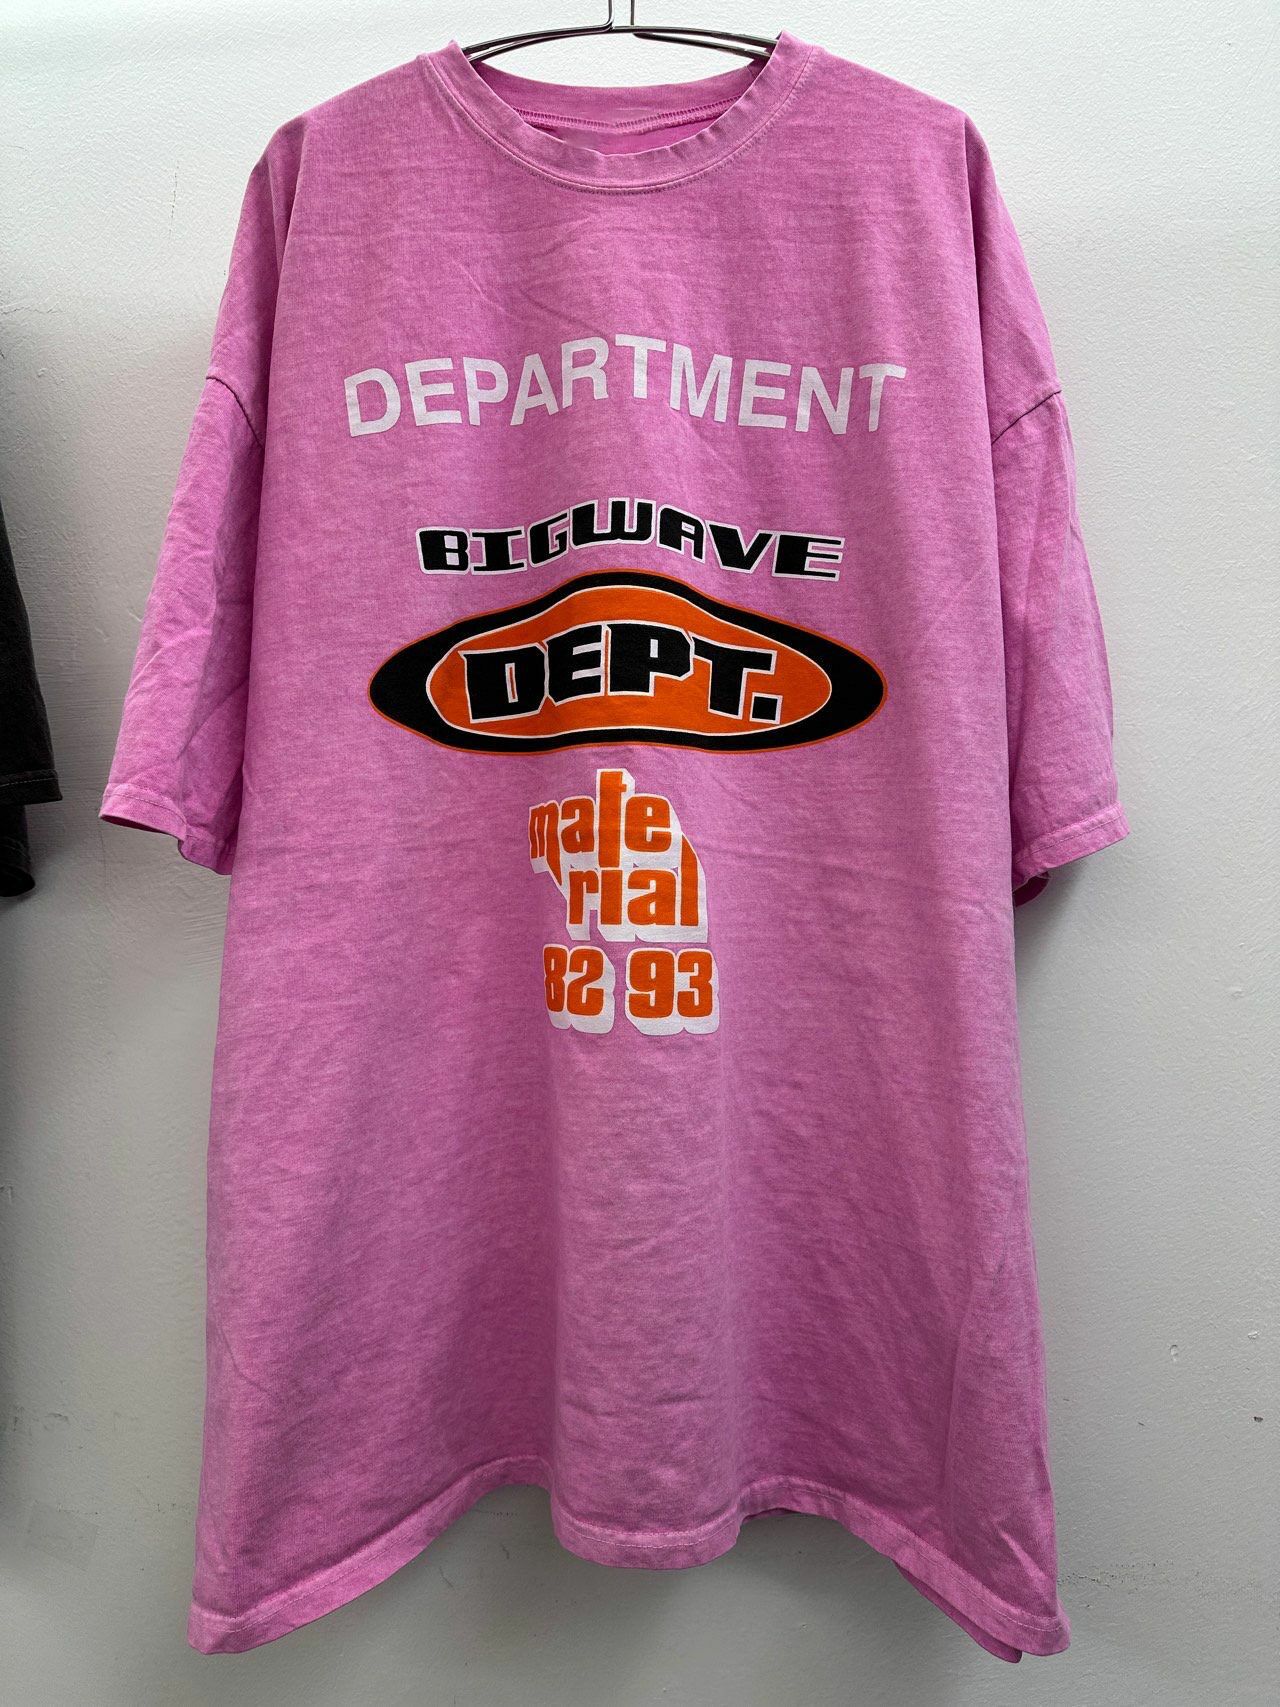 DEPARTMENT
BIGWAVE
DEPT.
mate
rial
82 93